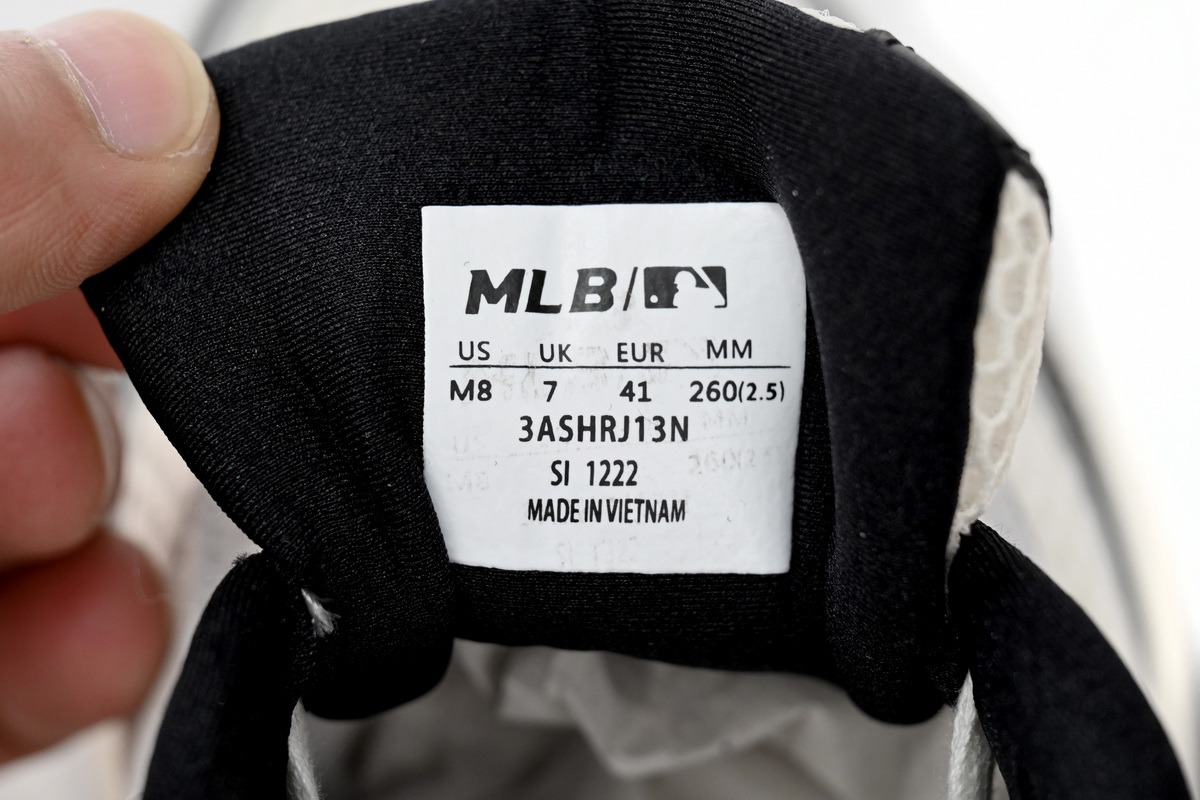 MLB/
US UK EUR MM
M8 7 41 260(2.5)
3ASHRJ13N
SI 1222
MADE IN VIETNAM